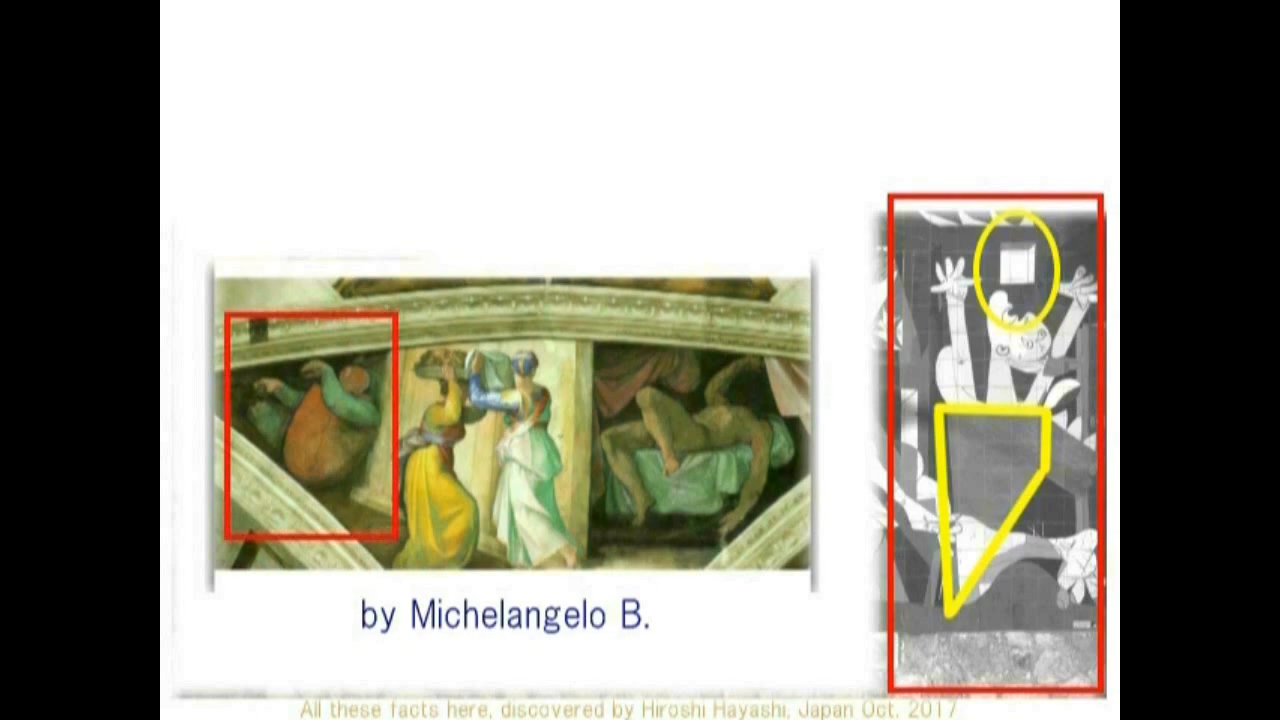 by Michelangelo B.
All these facts here, discovered by Hiroshi Hayashi, Japan Oct. 2017